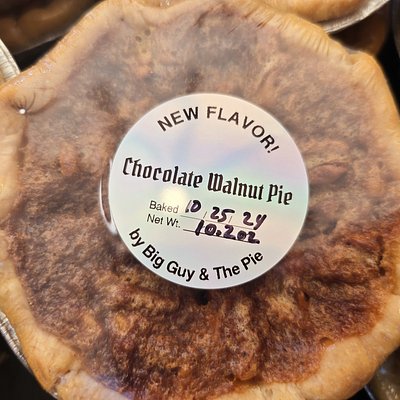 NEW FLAVOR!
Chocolate Walnut Pie
Baked 10/25/24
Net Wt. 10.2oz
by Big Guy & The Pie